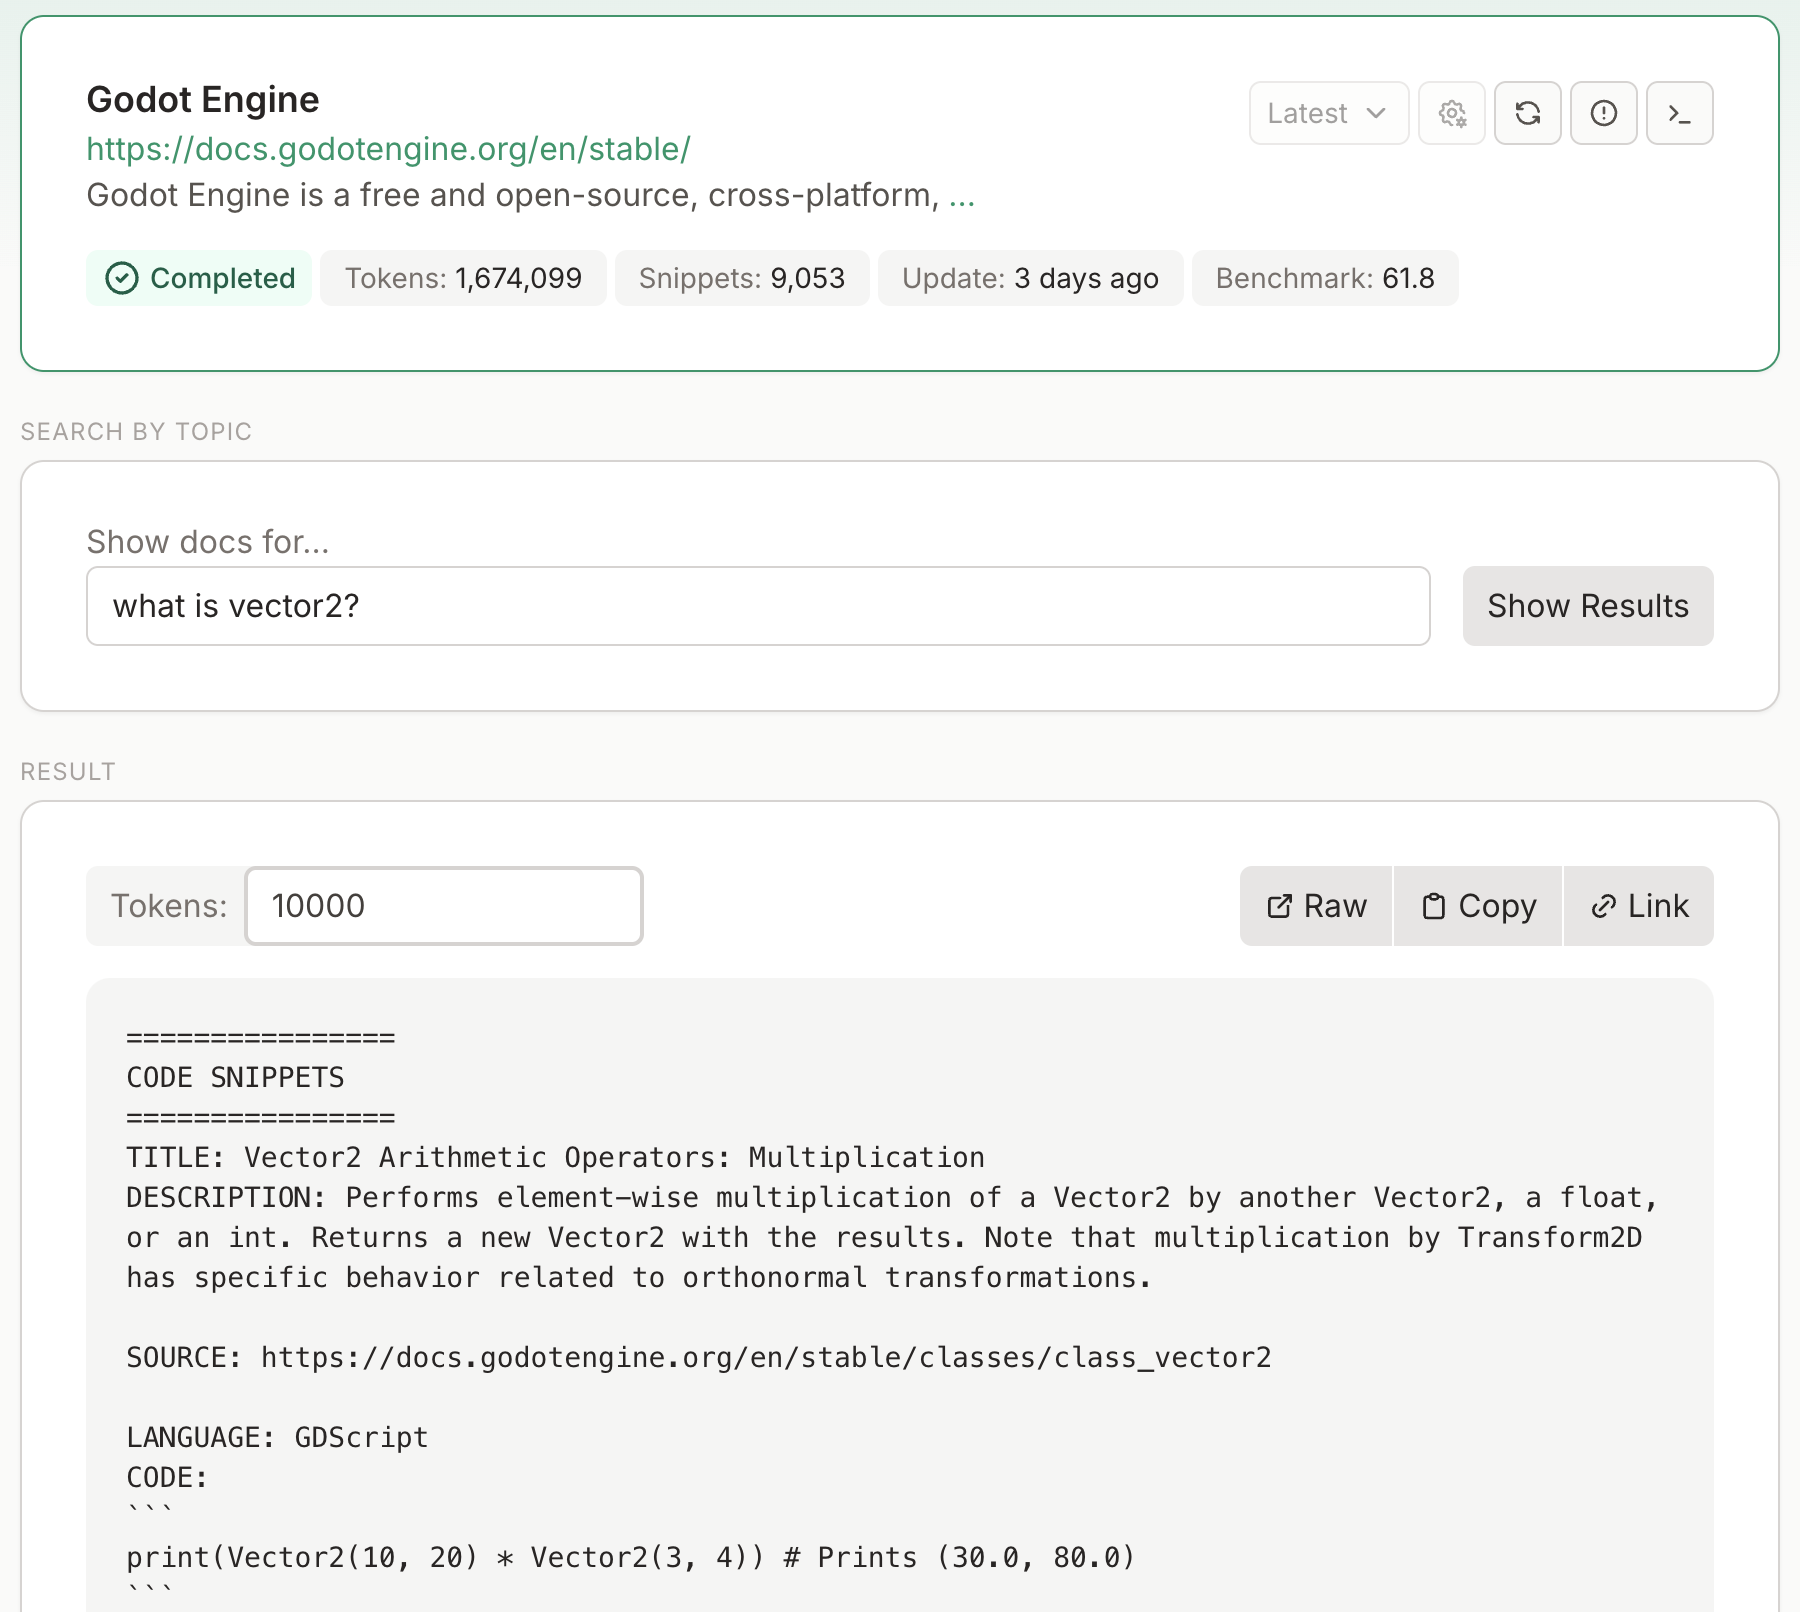 Godot Engine
Latest
https://docs.godotengine.org/en/stable/
Godot Engine is a free and open-source, cross-platform, ...
Completed Tokens: 1,674,099 Snippets: 9,053 Update: 3 days ago Benchmark: 61.8
SEARCH BY TOPIC
Show docs for...
what is vector2? Show Results
RESULT
Tokens: 10000 Raw Copy Link
================
CODE SNIPPETS
================
TITLE: Vector2 Arithmetic Operators: Multiplication
DESCRIPTION: Performs element-wise multiplication of a Vector2 by another Vector2, a float,
or an int. Returns a new Vector2 with the results. Note that multiplication by Transform2D
has specific behavior related to orthonormal transformations.
SOURCE: https://docs.godotengine.org/en/stable/classes/class_vector2
LANGUAGE: GDScript
CODE:
```
print(Vector2(10, 20) * Vector2(3, 4)) # Prints (30.0, 80.0)
```